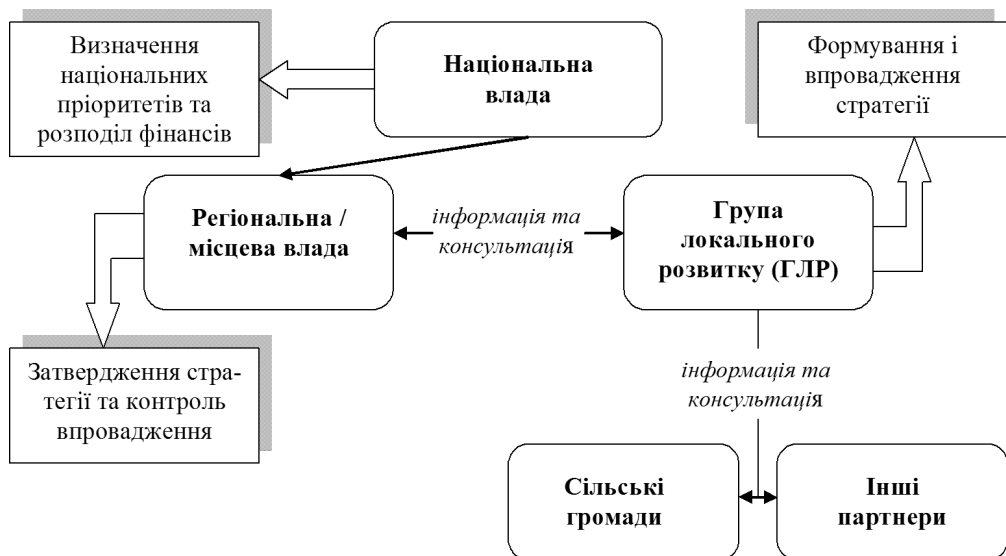 Визначення
національних
пріоритетів та
розподіл фінансів
Національна
влада
Формування і
впровадження
стратегії
Регіональна /
місцева влада
інформація та
консультація
Група
локального
розвитку (ГЛР)
Затвердження стра-
тегії та контроль
впровадження
інформація та
консультація
Сільські
громади
Інші
партнери